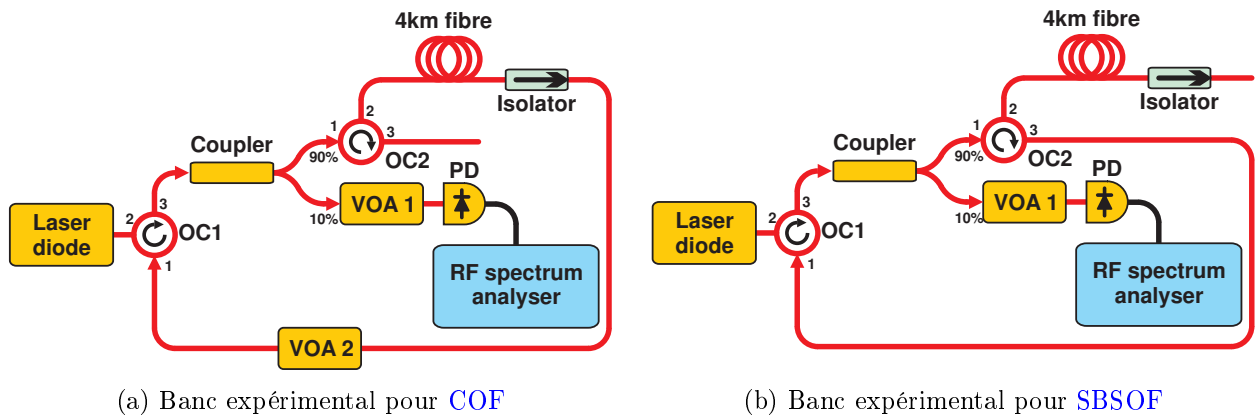 4km fibre
Isolator
2
1
3
OC2
90%
Coupler
10%
VOA 1
PD
3
2
OC1
1
Laser
diode
RF spectrum
analyser
VOA 2
(a) Banc expérimental pour COF
4km fibre
Isolator
2
1
3
OC2
90%
Coupler
10%
VOA 1
PD
3
2
OC1
1
Laser
diode
RF spectrum
analyser
(b) Banc expérimental pour SBSOF